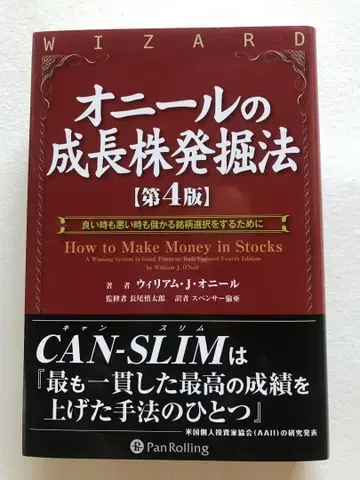 WIZARD
オニールの
成長株発掘法
【第4版】
良い時も悪い時も儲かる銘柄選択をするために
How to Make Money in Stocks
A Winning System in Good Times or Bad, Updated Fourth Edition
by William J. O'Neil
著 者 ウィリアム・J・オニール
監修者 長尾慎太郎 訳者 スペンサー倫亜
キャン スリム
CAN-SLIMは
『最も一貫した最高の成績を
上げた手法のひとつ』
米国個人投資家協会(AAII)の研究発表
PanRolling